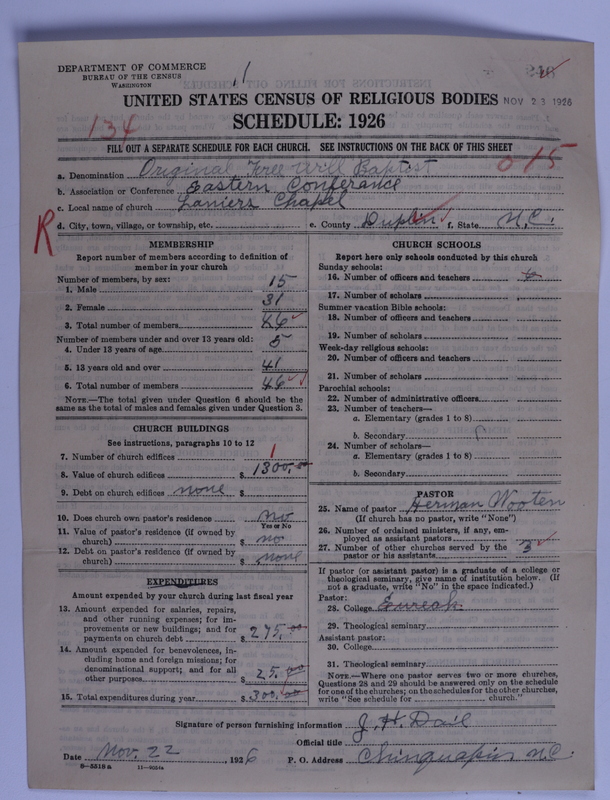 DEPARTMENT OF COMMERCE
BUREAU OF THE CENSUS
WASHINGTON
11
UNITED STATES CENSUS OF RELIGIOUS BODIES NOV 23 1926
134
SCHEDULE: 1926
FILL OUT A SEPARATE SCHEDULE FOR EACH CHURCH. SEE INSTRUCTIONS ON THE BACK OF THIS SHEET
015
a. Denomination Original Free Will Baptist
b. Association or Conference Eastern Conference
c. Local name of church Laniers Chapel
R
d. City, town, village, or township, etc. e. County Duplin f. State N.C.
MEMBERSHIP
Report number of members according to definition of
member in your church
Number of members, by sex:
1. Male 15
2. Female 31
3. Total number of members 46
Number of members under and over 13 years old:
4. Under 13 years of age 5
5. 13 years old and over 41
6. Total number of members 46
NOTE.—The total given under Question 6 should be the
same as the total of males and females given under Question 3.
CHURCH BUILDINGS
See instructions, paragraphs 10 to 12
7. Number of church edifices 1
8. Value of church edifices $ 1300.00
9. Debt on church edifices none $
10. Does church own pastor's residence no
Yes or No
11. Value of pastor's residence (if owned by
church) $ no
12. Debt on pastor's residence (if owned by
church) $ none
EXPENDITURES
Amount expended by your church during last fiscal year
13. Amount expended for salaries, repairs,
and other running expenses; for im-
provements or new buildings; and for
payments on church debt $ 275.00
14. Amount expended for benevolences, in-
cluding home and foreign missions; for
denominational support; and for all
other purposes $ 25.00
15. Total expenditures during year $ 300.00
CHURCH SCHOOLS
Report here only schools conducted by this church
Sunday schools:
16. Number of officers and teachers
17. Number of scholars
Summer vacation Bible schools:
18. Number of officers and teachers
19. Number of scholars
Week-day religious schools:
20. Number of officers and teachers
21. Number of scholars
Parochial schools:
22. Number of administrative officers
23. Number of teachers—
a. Elementary (grades 1 to 8)
b. Secondary
24. Number of scholars—
a. Elementary (grades 1 to 8)
b. Secondary
PASTOR
25. Name of pastor Herman Wooten
(If church has no pastor, write "None")
26. Number of ordained ministers, if any, em-
ployed as assistant pastors
27. Number of other churches served by the
pastor or his assistants 3
If pastor (or assistant pastor) is a graduate of a college or
theological seminary, give name of institution below. (If
not a graduate, write "No" in the space indicated.)
Pastor:
28. College Eureah
29. Theological seminary
Assistant pastor:
30. College
31. Theological seminary
NOTE.—Where one pastor serves two or more churches,
Questions 28 and 29 should be answered only on the schedule
for one of the churches; on the schedules for the other churches,
write "See schedule for church."
Signature of person furnishing information J. H. Dail
Official title
Date Nov. 22, 1926 P. O. Address Chinquapin N.C.
8—5518 a 11—9024a